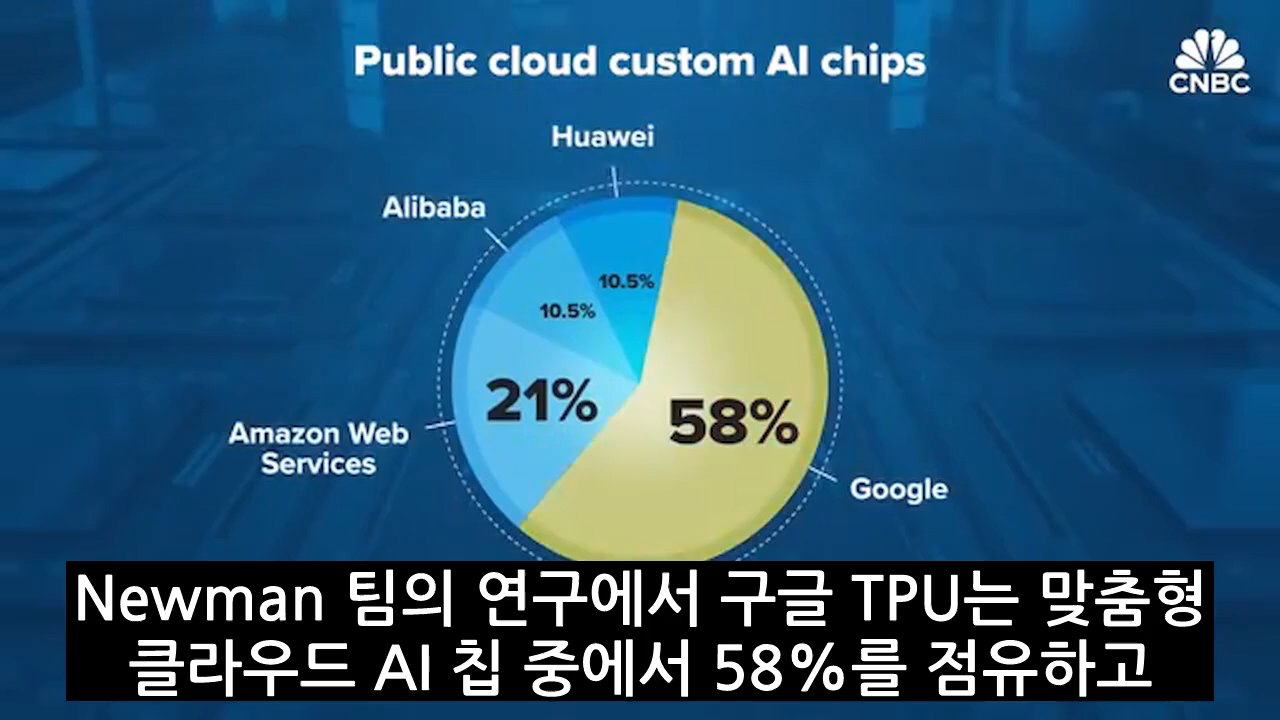 Public cloud custom AI chips
CNBC
Huawei
Alibaba
10.5%
10.5%
21%
58%
Amazon Web
Services
Google
Newman 팀의 연구에서 구글 TPU는 맞춤형
클라우드 AI 칩 중에서 58%를 점유하고